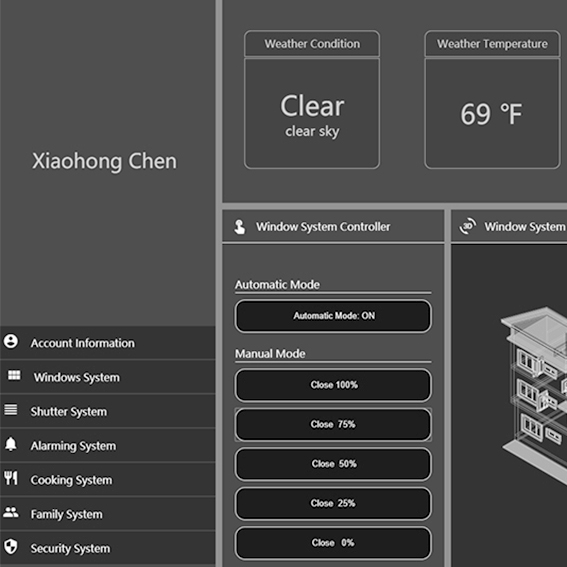 Weather Condition
Clear
clear sky
Weather Temperature
69 °F
Xiaohong Chen
Account Information
Windows System
Shutter System
Alarming System
Cooking System
Family System
Security System
Window System Controller
Automatic Mode
Automatic Mode: ON
Manual Mode
Close 100%
Close 75%
Close 50%
Close 25%
Close 0%
3D
Window System